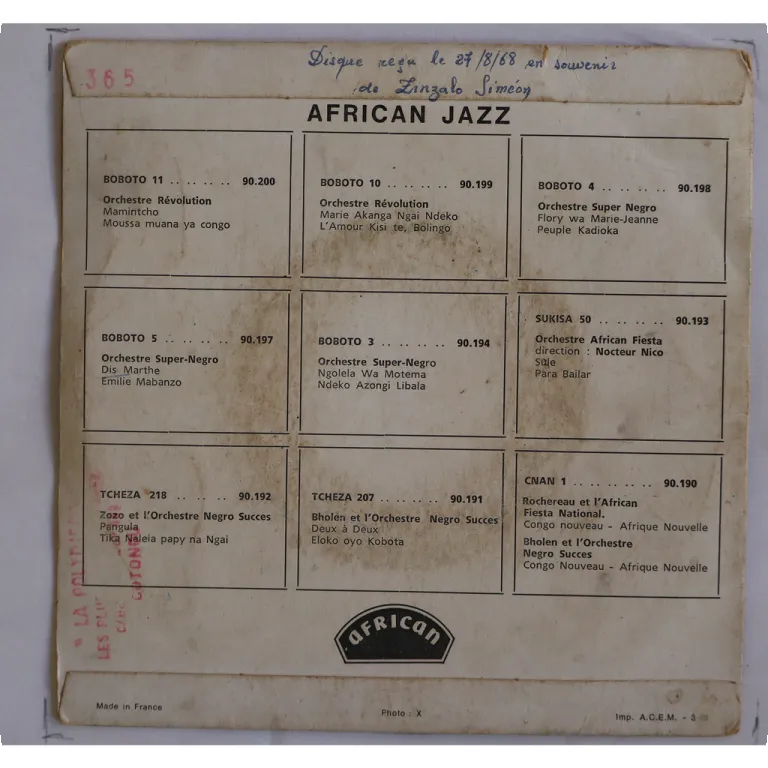 365
Disque reçu le 27/8/68 en souvenir
de Zinzalo Siméon
AFRICAN JAZZ
BOBOTO 11 .. .. .. .. 90.200
Orchestre Révolution
Mamintcho
Moussa muana ya congo
BOBOTO 10 .. .. .. .. 90.199
Orchestre Révolution
Marie Akanga Ngai Ndeko
L'Amour Kisi te, Bolingo
BOBOTO 4 .. .. .. .. 90.198
Orchestre Super Negro
Flory wa Marie-Jeanne
Peuple Kadioka
BOBOTO 5 .. .. .. .. 90.197
Orchestre Super-Negro
Dis Marthe
Emilie Mabanzo
BOBOTO 3 .. .. .. .. 90.194
Orchestre Super-Negro
Ngolela Wa Motema
Ndeko Azongi Libala
SUKISA 50 .. .. .. .. 90.193
Orchestre African Fiesta
direction : Nocteur Nico
Suje
Para Bailar
TCHEZA 218 .. .. .. 90.192
Zozo et l'Orchestre Negro Succes
Pangula
Tika Naleia papy na Ngai
TCHEZA 207 .. .. .. .. 90.191
Bholen et l'Orchestre Negro Succes
Deux à Deux
Eloko oyo Kobota
CNAN 1 .. .. .. .. .. 90.190
Rochereau et l'African
Fiesta National.
Congo nouveau - Afrique Nouvelle
Bholen et l'Orchestre
Negro Succes
Congo Nouveau - Afrique Nouvelle
LA
LES
COTONOU
AFRICAN
Made in France
Photo : X
Imp. A.C.E.M. - 3